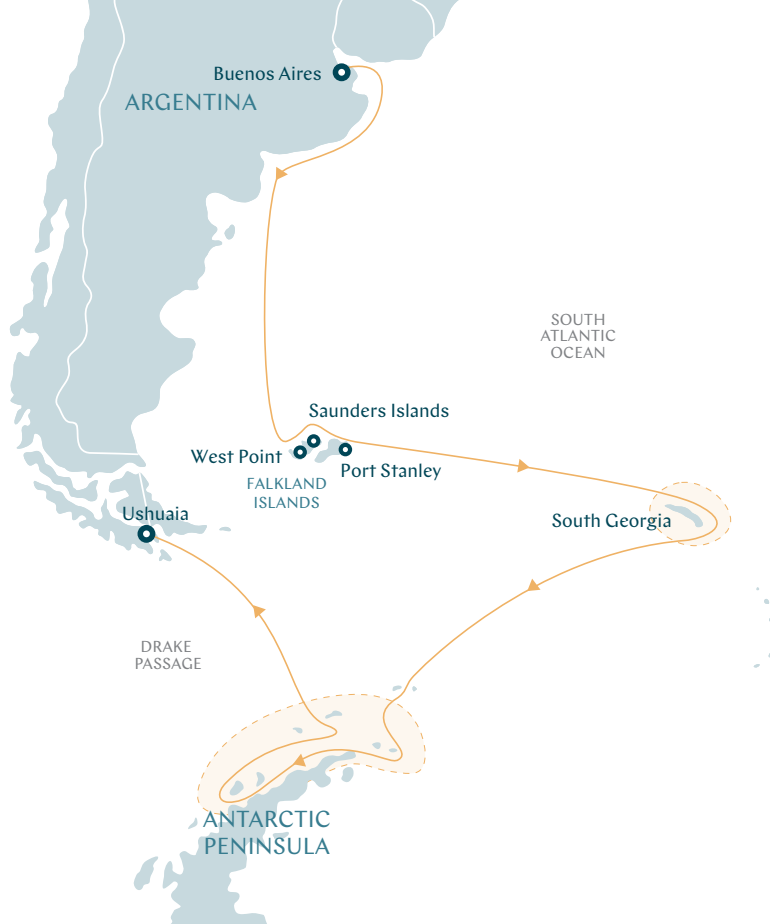 Buenos Aires
ARGENTINA
SOUTH
ATLANTIC
OCEAN
Saunders Islands
West Point
Port Stanley
FALKLAND
ISLANDS
Ushuaia
South Georgia
DRAKE
PASSAGE
ANTARCTIC
PENINSULA